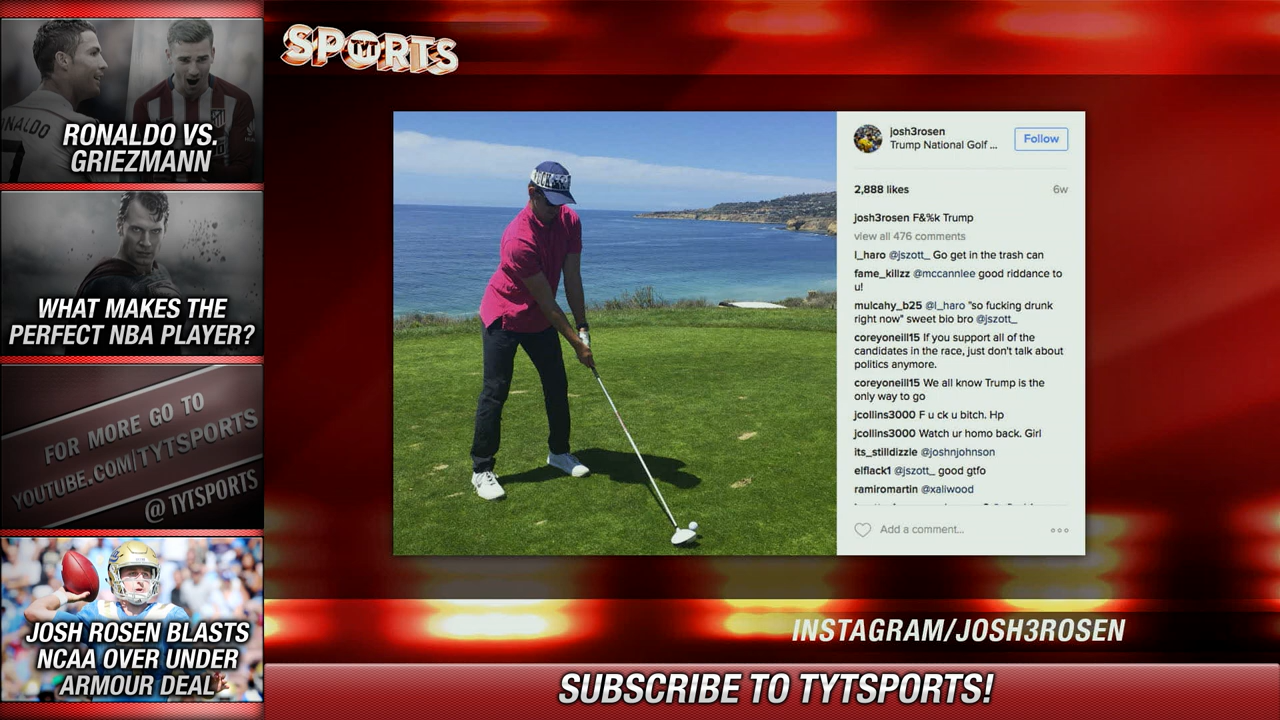 RONALDO VS.
GRIEZMANN
WHAT MAKES THE
PERFECT NBA PLAYER?
FOR MORE GO TO
YOUTUBE.COM/TYTSPORTS
@TYTSPORTS
JOSH ROSEN BLASTS
NCAA OVER UNDER
ARMOUR DEAL
SPORTS
TYT
josh3rosen
Trump National Golf ...
Follow
2,888 likes
6w
josh3rosen F&%k Trump
view all 476 comments
l_haro @jszott_ Go get in the trash can
fame_killzz @mccannlee good riddance to
u!
mulcahy_b25 @l_haro "so fucking drunk
right now" sweet bio bro @jszott_
coreyoneill15 If you support all of the
candidates in the race, just don't talk about
politics anymore.
coreyoneill15 We all know Trump is the
only way to go
jcollins3000 F u ck u bitch. Hp
jcollins3000 Watch ur homo back. Girl
its_stilldizzle @joshnjohnson
elflack1 @jszott_ good gtfo
ramiromartin @xaliwood
Add a comment...
INSTAGRAM/JOSH3ROSEN
SUBSCRIBE TO TYTSPORTS!